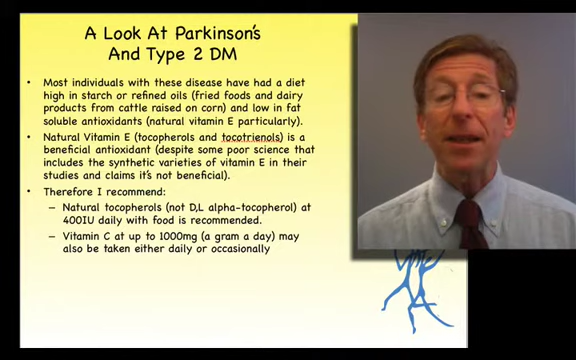 A Look At Parkinson's
And Type 2 DM
• Most individuals with these disease have had a diet
high in starch or refined oils (fried foods and dairy
products from cattle raised on corn) and low in fat
soluble antioxidants (natural vitamin E particularly).
• Natural Vitamin E (tocopherols and tocotrienols) is a
beneficial antioxidant (despite some poor science that
includes the synthetic varieties of vitamin E in their
studies and claims it's not beneficial).
• Therefore I recommend:
– Natural tocopherols (not D,L alpha-tocopherol) at
400IU daily with food is recommended.
– Vitamin C at up to 1000mg (a gram a day) may
also be taken either daily or occasionally